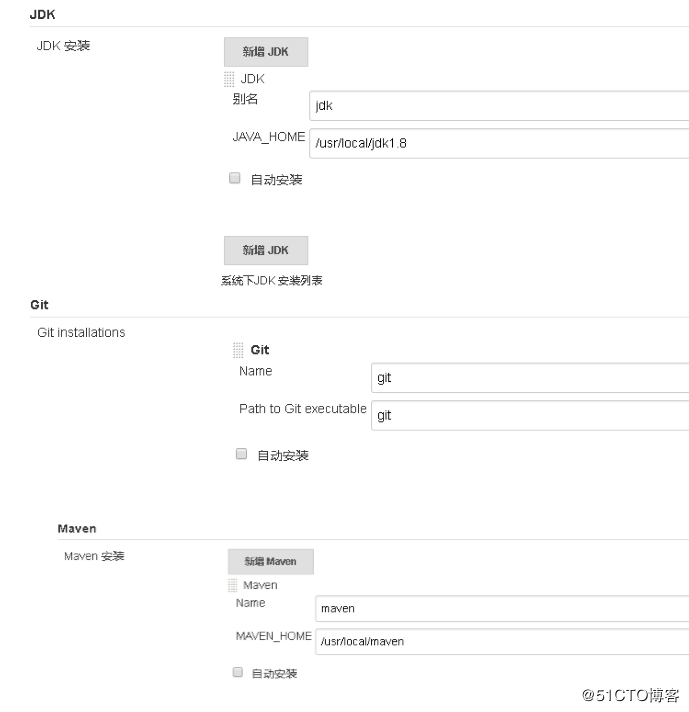 JDK
JDK 安装
新增 JDK
JDK
别名
jdk
JAVA_HOME
/usr/local/jdk1.8
自动安装
新增 JDK
系统下JDK 安装列表
Git
Git installations
Git
Name
git
Path to Git executable
git
自动安装
Maven
Maven 安装
新增 Maven
Maven
Name
maven
MAVEN_HOME
/usr/local/maven
自动安装
@51CTO博客